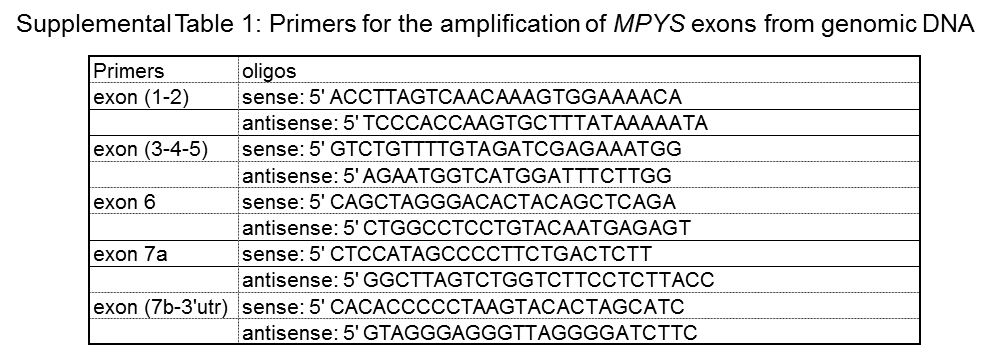 Supplemental Table 1: Primers for the amplification of MPYS exons from genomic DNA
Primers oligos
exon (1-2) sense: 5' ACCTTAGTCAACAAAGTGGAAAACA
antisense: 5' TCCCACCAAGTGCTTTATAAAAATA
exon (3-4-5) sense: 5' GTCTGTTTTGTAGATCGAGAAATGG
antisense: 5' AGAATGGTCATGGATTTCTTGG
exon 6 sense: 5' CAGCTAGGGACACTACAGCTCAGA
antisense: 5' CTGGCCTCCTGTACAATGAGAGT
exon 7a sense: 5' CTCCATAGCCCCTTCTGACTCTT
antisense: 5' GGCTTAGTCTGGTCTTCCTCTTACC
exon (7b-3'utr) sense: 5' CACACCCCCTAAGTACACTAGCATC
antisense: 5' GTAGGGAGGGTTAGGGGATCTTC